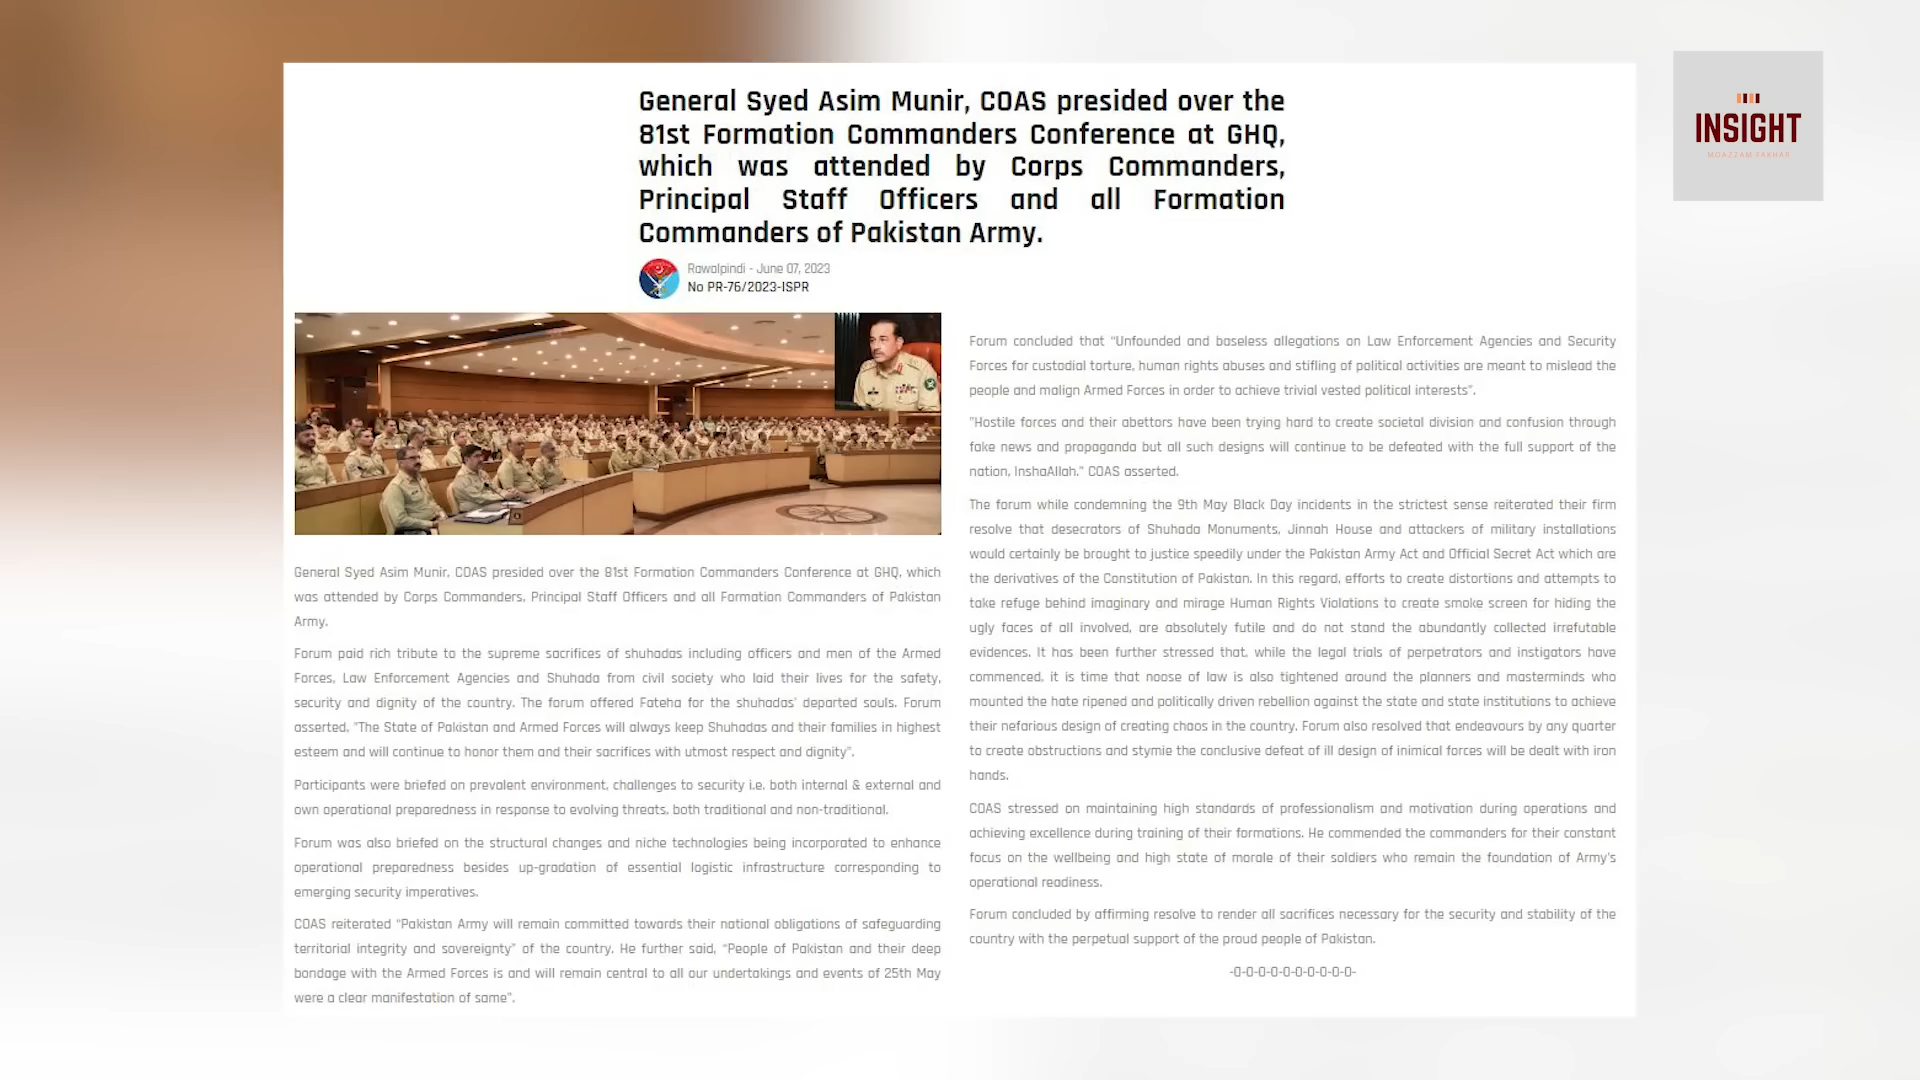 General Syed Asim Munir, COAS presided over the
81st Formation Commanders Conference at GHQ,
which was attended by Corps Commanders,
Principal Staff Officers and all Formation
Commanders of Pakistan Army.
Rawalpindi - June 07, 2023
No PR-76/2023-ISPR
General Syed Asim Munir, COAS presided over the 81st Formation Commanders Conference at GHQ, which
was attended by Corps Commanders, Principal Staff Officers and all Formation Commanders of Pakistan
Army.
Forum paid rich tribute to the supreme sacrifices of shuhadas including officers and men of the Armed
Forces, Law Enforcement Agencies and Shuhada from civil society who laid their lives for the safety,
security and dignity of the country. The forum offered Fateha for the shuhadas' departed souls. Forum
asserted, "The State of Pakistan and Armed Forces will always keep Shuhadas and their families in highest
esteem and will continue to honor them and their sacrifices with utmost respect and dignity".
Participants were briefed on prevalent environment, challenges to security i.e. both internal & external and
own operational preparedness in response to evolving threats, both traditional and non-traditional.
Forum was also briefed on the structural changes and niche technologies being incorporated to enhance
operational preparedness besides up-gradation of essential logistic infrastructure corresponding to
emerging security imperatives.
COAS reiterated "Pakistan Army will remain committed towards their national obligations of safeguarding
territorial integrity and sovereignty" of the country. He further said, "People of Pakistan and their deep
bondage with the Armed Forces is and will remain central to all our undertakings and events of 25th May
were a clear manifestation of same".
Forum concluded that "Unfounded and baseless allegations on Law Enforcement Agencies and Security
Forces for custodial torture, human rights abuses and stifling of political activities are meant to mislead the
people and malign Armed Forces in order to achieve trivial vested political interests".
"Hostile forces and their abettors have been trying hard to create societal division and confusion through
fake news and propaganda but all such designs will continue to be defeated with the full support of the
nation, InshaAllah." COAS asserted.
The forum while condemning the 9th May Black Day incidents in the strictest sense reiterated their firm
resolve that desecrators of Shuhada Monuments, Jinnah House and attackers of military installations
would certainly be brought to justice speedily under the Pakistan Army Act and Official Secret Act which are
the derivatives of the Constitution of Pakistan. In this regard, efforts to create distortions and attempts to
take refuge behind imaginary and mirage Human Rights Violations to create smoke screen for hiding the
ugly faces of all involved, are absolutely futile and do not stand the abundantly collected irrefutable
evidences. It has been further stressed that, while the legal trials of perpetrators and instigators have
commenced, it is time that noose of law is also tightened around the planners and masterminds who
mounted the hate ripened and politically driven rebellion against the state and state institutions to achieve
their nefarious design of creating chaos in the country. Forum also resolved that endeavours by any quarter
to create obstructions and stymie the conclusive defeat of ill design of inimical forces will be dealt with iron
hands.
COAS stressed on maintaining high standards of professionalism and motivation during operations and
achieving excellence during training of their formations. He commended the commanders for their constant
focus on the wellbeing and high state of morale of their soldiers who remain the foundation of Army's
operational readiness.
Forum concluded by affirming resolve to render all sacrifices necessary for the security and stability of the
country with the perpetual support of the proud people of Pakistan.
-0-0-0-0-0-0-0-0-0-0-
INSIGHT
MOAZZAM FAKHAR